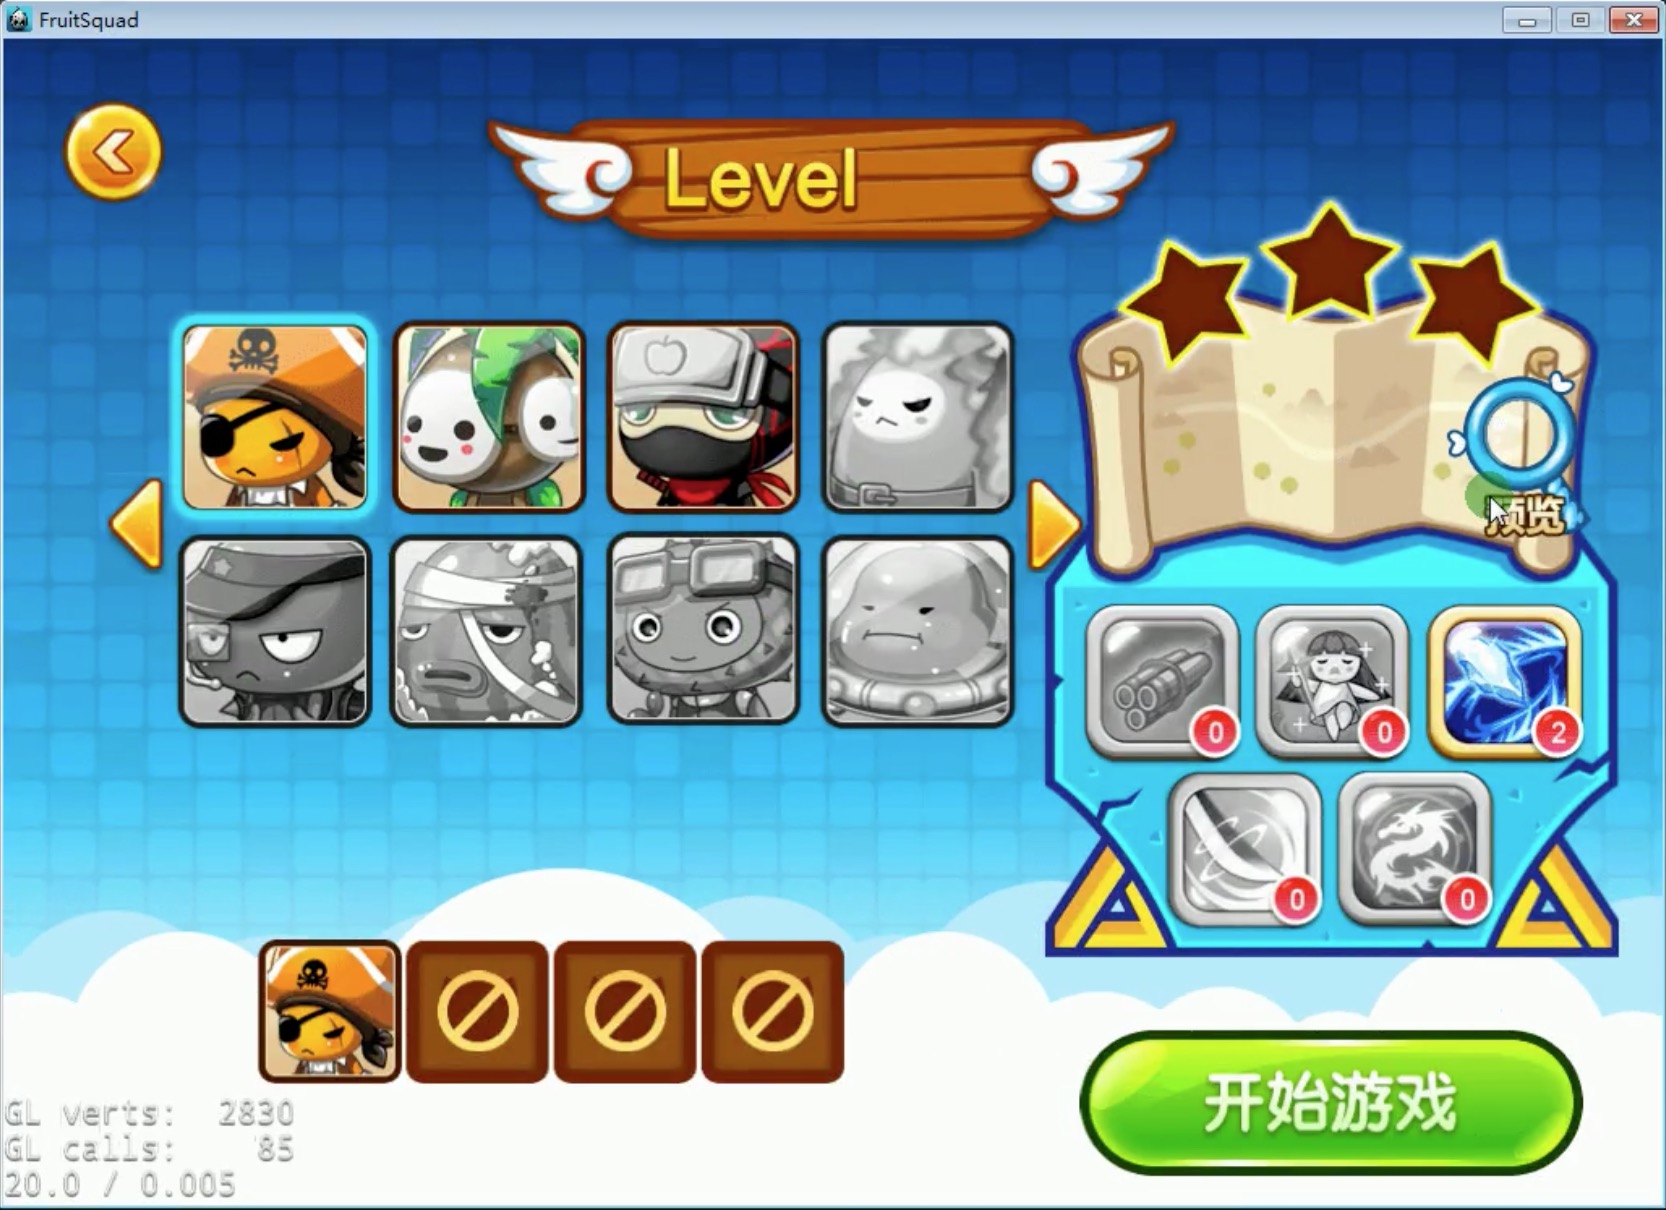 FruitSquad
Level
预览
0
0
2
0
0
开始游戏
GL verts: 2830
GL calls: 85
20.0 / 0.005